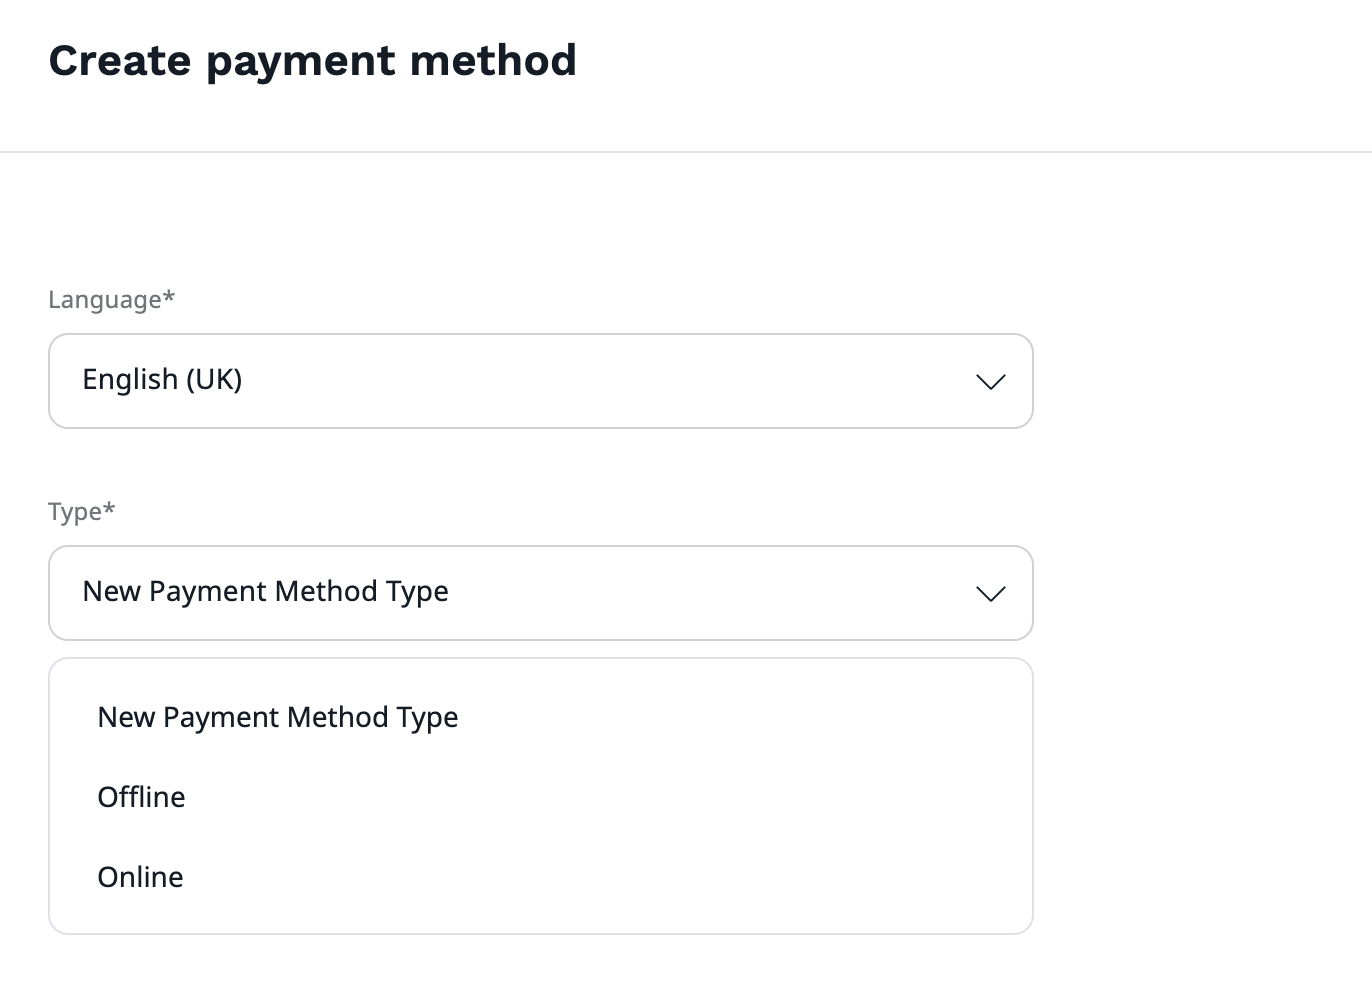 Create payment method
Language*
English (UK)
Type*
New Payment Method Type
New Payment Method Type
Offline
Online